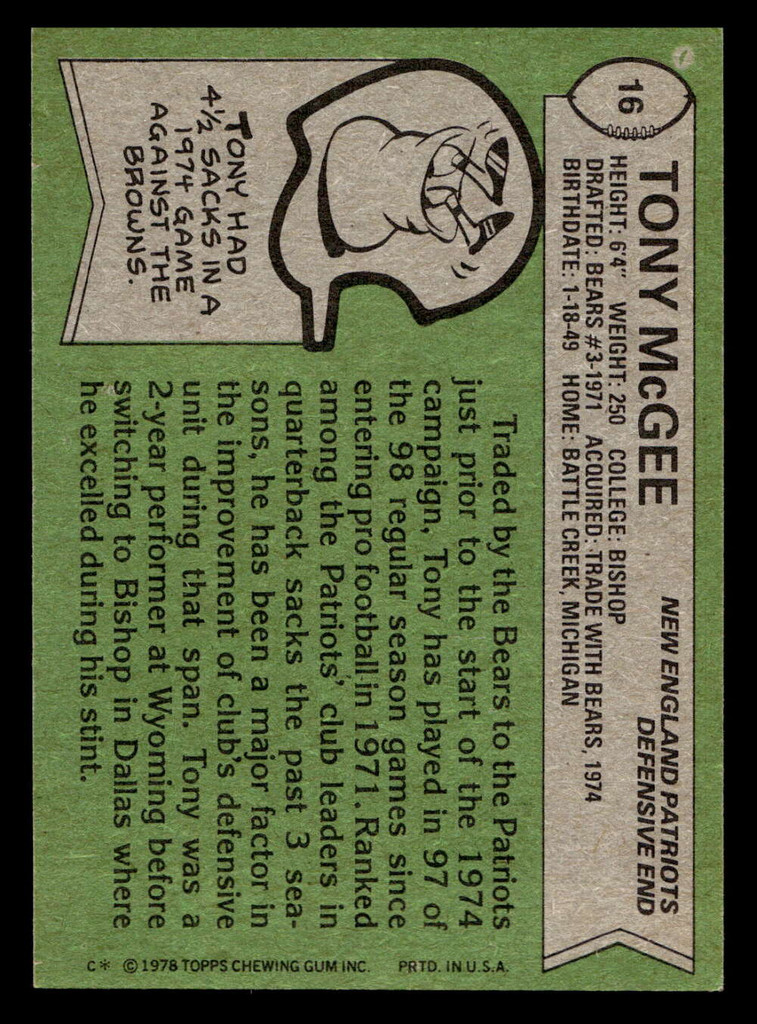 16
TONY McGEE
NEW ENGLAND PATRIOTS
DEFENSIVE END
HEIGHT: 6'4" WEIGHT: 250 COLLEGE: BISHOP
DRAFTED: BEARS #3-1971 ACQUIRED: TRADE WITH BEARS, 1974
BIRTHDATE: 1-18-49 HOME: BATTLE CREEK, MICHIGAN
TONY HAD
4½ SACKS IN A
1974 GAME
AGAINST THE
BROWNS.
Traded by the Bears to the Patriots
just prior to the start of the 1974
campaign, Tony has played in 97 of
the 98 regular season games since
entering pro football in 1971. Ranked
among the Patriots' club leaders in
quarterback sacks the past 3 sea-
sons, he has been a major factor in
the improvement of club's defensive
unit during that span. Tony was a
2-year performer at Wyoming before
switching to Bishop in Dallas where
he excelled during his stint.
C* © 1978 TOPPS CHEWING GUM INC. PRTD. IN U.S.A.